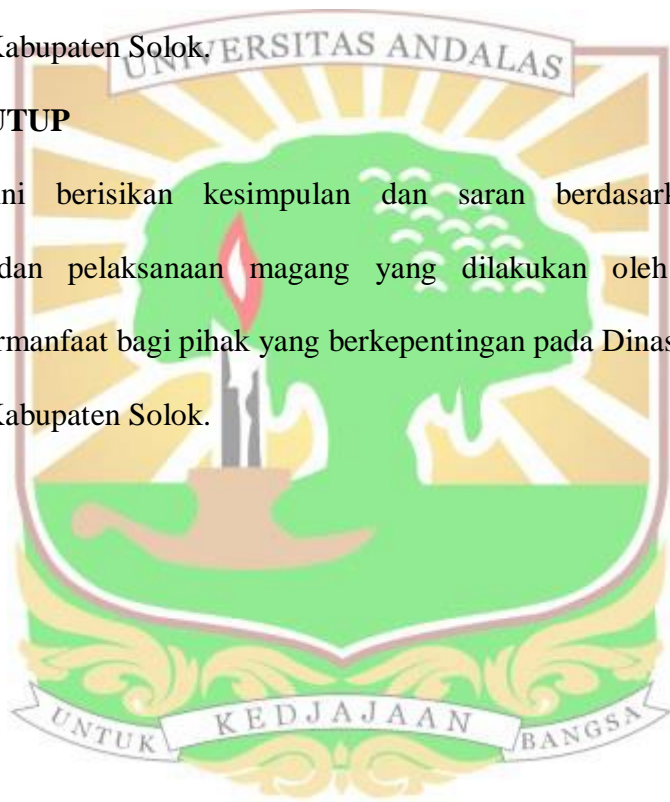 Kabupaten Solok.
UNIVERSITAS ANDALAS
UTUP
ini berisikan kesimpulan dan saran berdasark
dan pelaksanaan magang yang dilakukan oleh
rmanfaat bagi pihak yang berkepentingan pada Dinas
Kabupaten Solok.
UNTUK KEDJAJAAN BANGSA